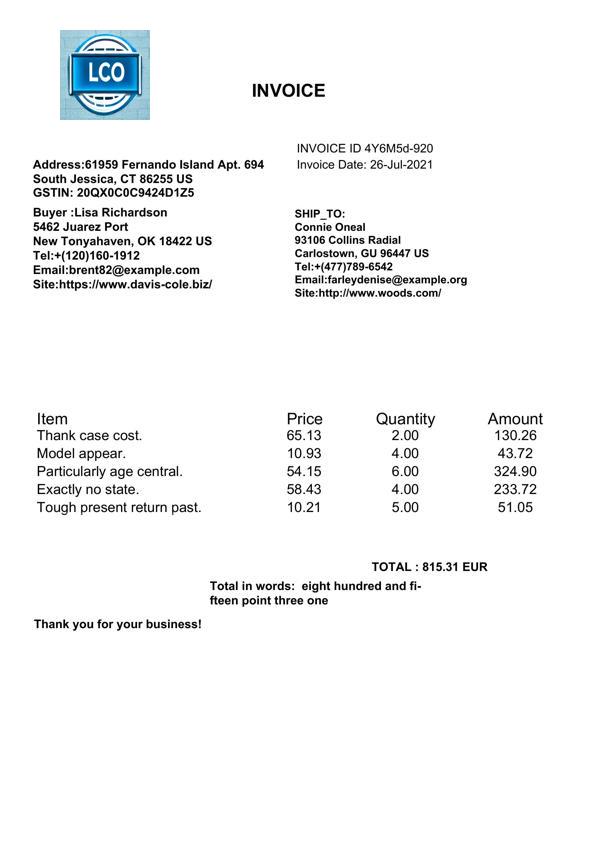 LCO
INVOICE
INVOICE ID 4Y6M5d-920
Invoice Date: 26-Jul-2021
Address:61959 Fernando Island Apt. 694
South Jessica, CT 86255 US
GSTIN: 20QX0C0C9424D1Z5
Buyer :Lisa Richardson
5462 Juarez Port
New Tonyahaven, OK 18422 US
Tel:+(120)160-1912
Email:brent82@example.com
Site:https://www.davis-cole.biz/
SHIP_TO:
Connie Oneal
93106 Collins Radial
Carlostown, GU 96447 US
Tel:+(477)789-6542
Email:farleydenise@example.org
Site:http://www.woods.com/
Item Price Quantity Amount
Thank case cost. 65.13 2.00 130.26
Model appear. 10.93 4.00 43.72
Particularly age central. 54.15 6.00 324.90
Exactly no state. 58.43 4.00 233.72
Tough present return past. 10.21 5.00 51.05
TOTAL : 815.31 EUR
Total in words:  eight hundred and fi-
fteen point three one
Thank you for your business!